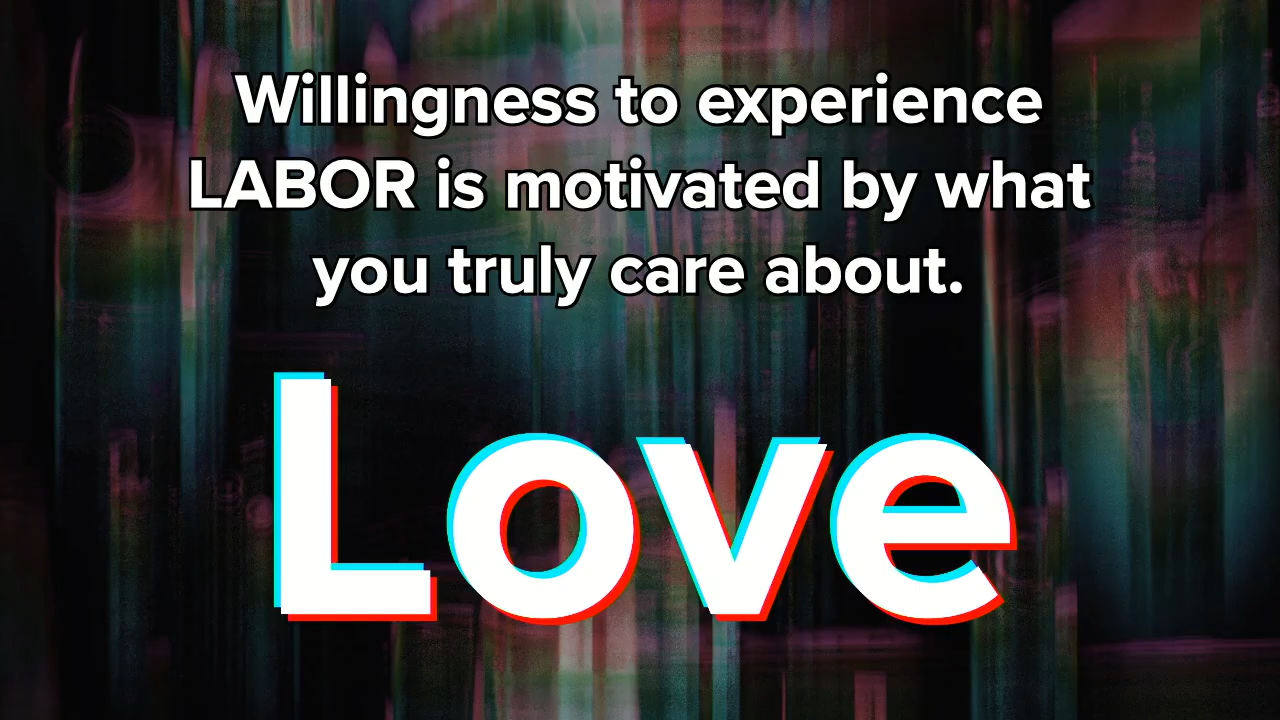 Willingness to experience
LABOR is motivated by what
you truly care about.
Love